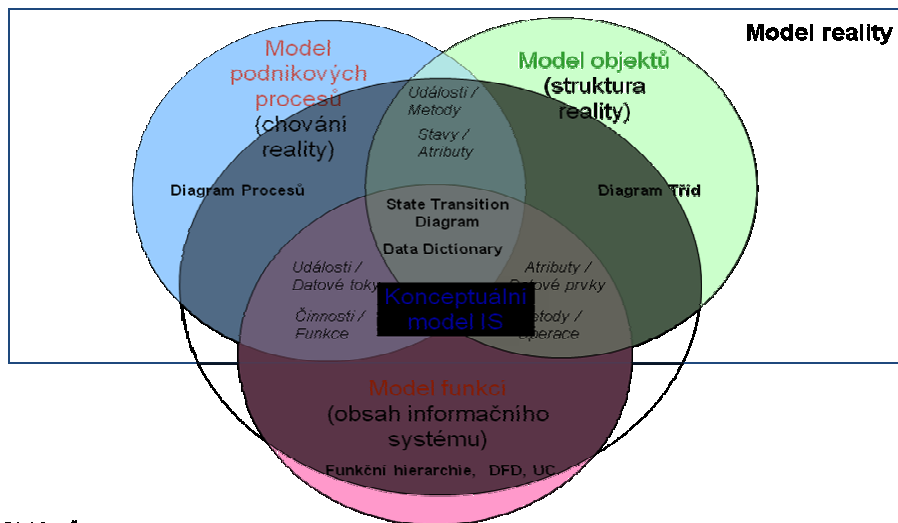 Model reality
Model
podnikových
procesů
(chování
reality)
Model objektů
(struktura
reality)
Události /
Metody
Stavy /
Atributy
Diagram Procesů
Diagram Tříd
State Transition
Diagram
Data Dictionary
Události /
Datové toky
Činnosti /
Funkce
Atributy /
Datové prvky
Metody /
Operace
Konceptuální
model IS
Model funkcí
(obsah informačního
systému)
Funkční hierarchie, DFD, UC